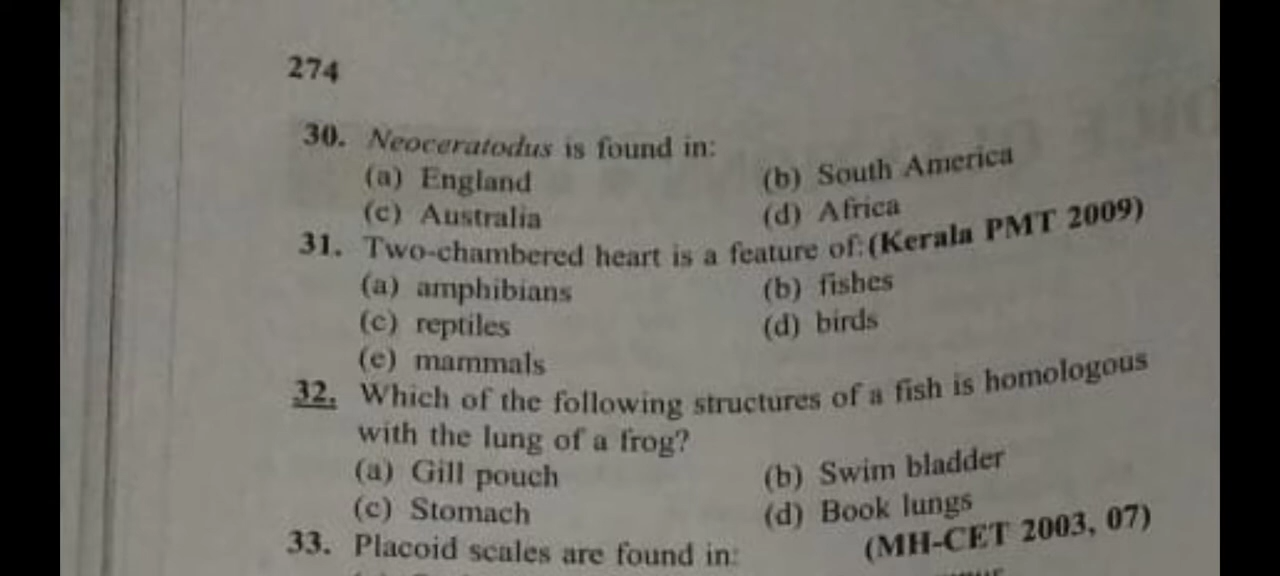 274
30. Neoceratodus is found in:
(a) England (b) South America
(c) Australia (d) Africa
31. Two-chambered heart is a feature of: (Kerala PMT 2009)
(a) amphibians (b) fishes
(c) reptiles (d) birds
(e) mammals
32. Which of the following structures of a fish is homologous
with the lung of a frog?
(a) Gill pouch (b) Swim bladder
(c) Stomach (d) Book lungs
33. Placoid scales are found in: (MH-CET 2003, 07)